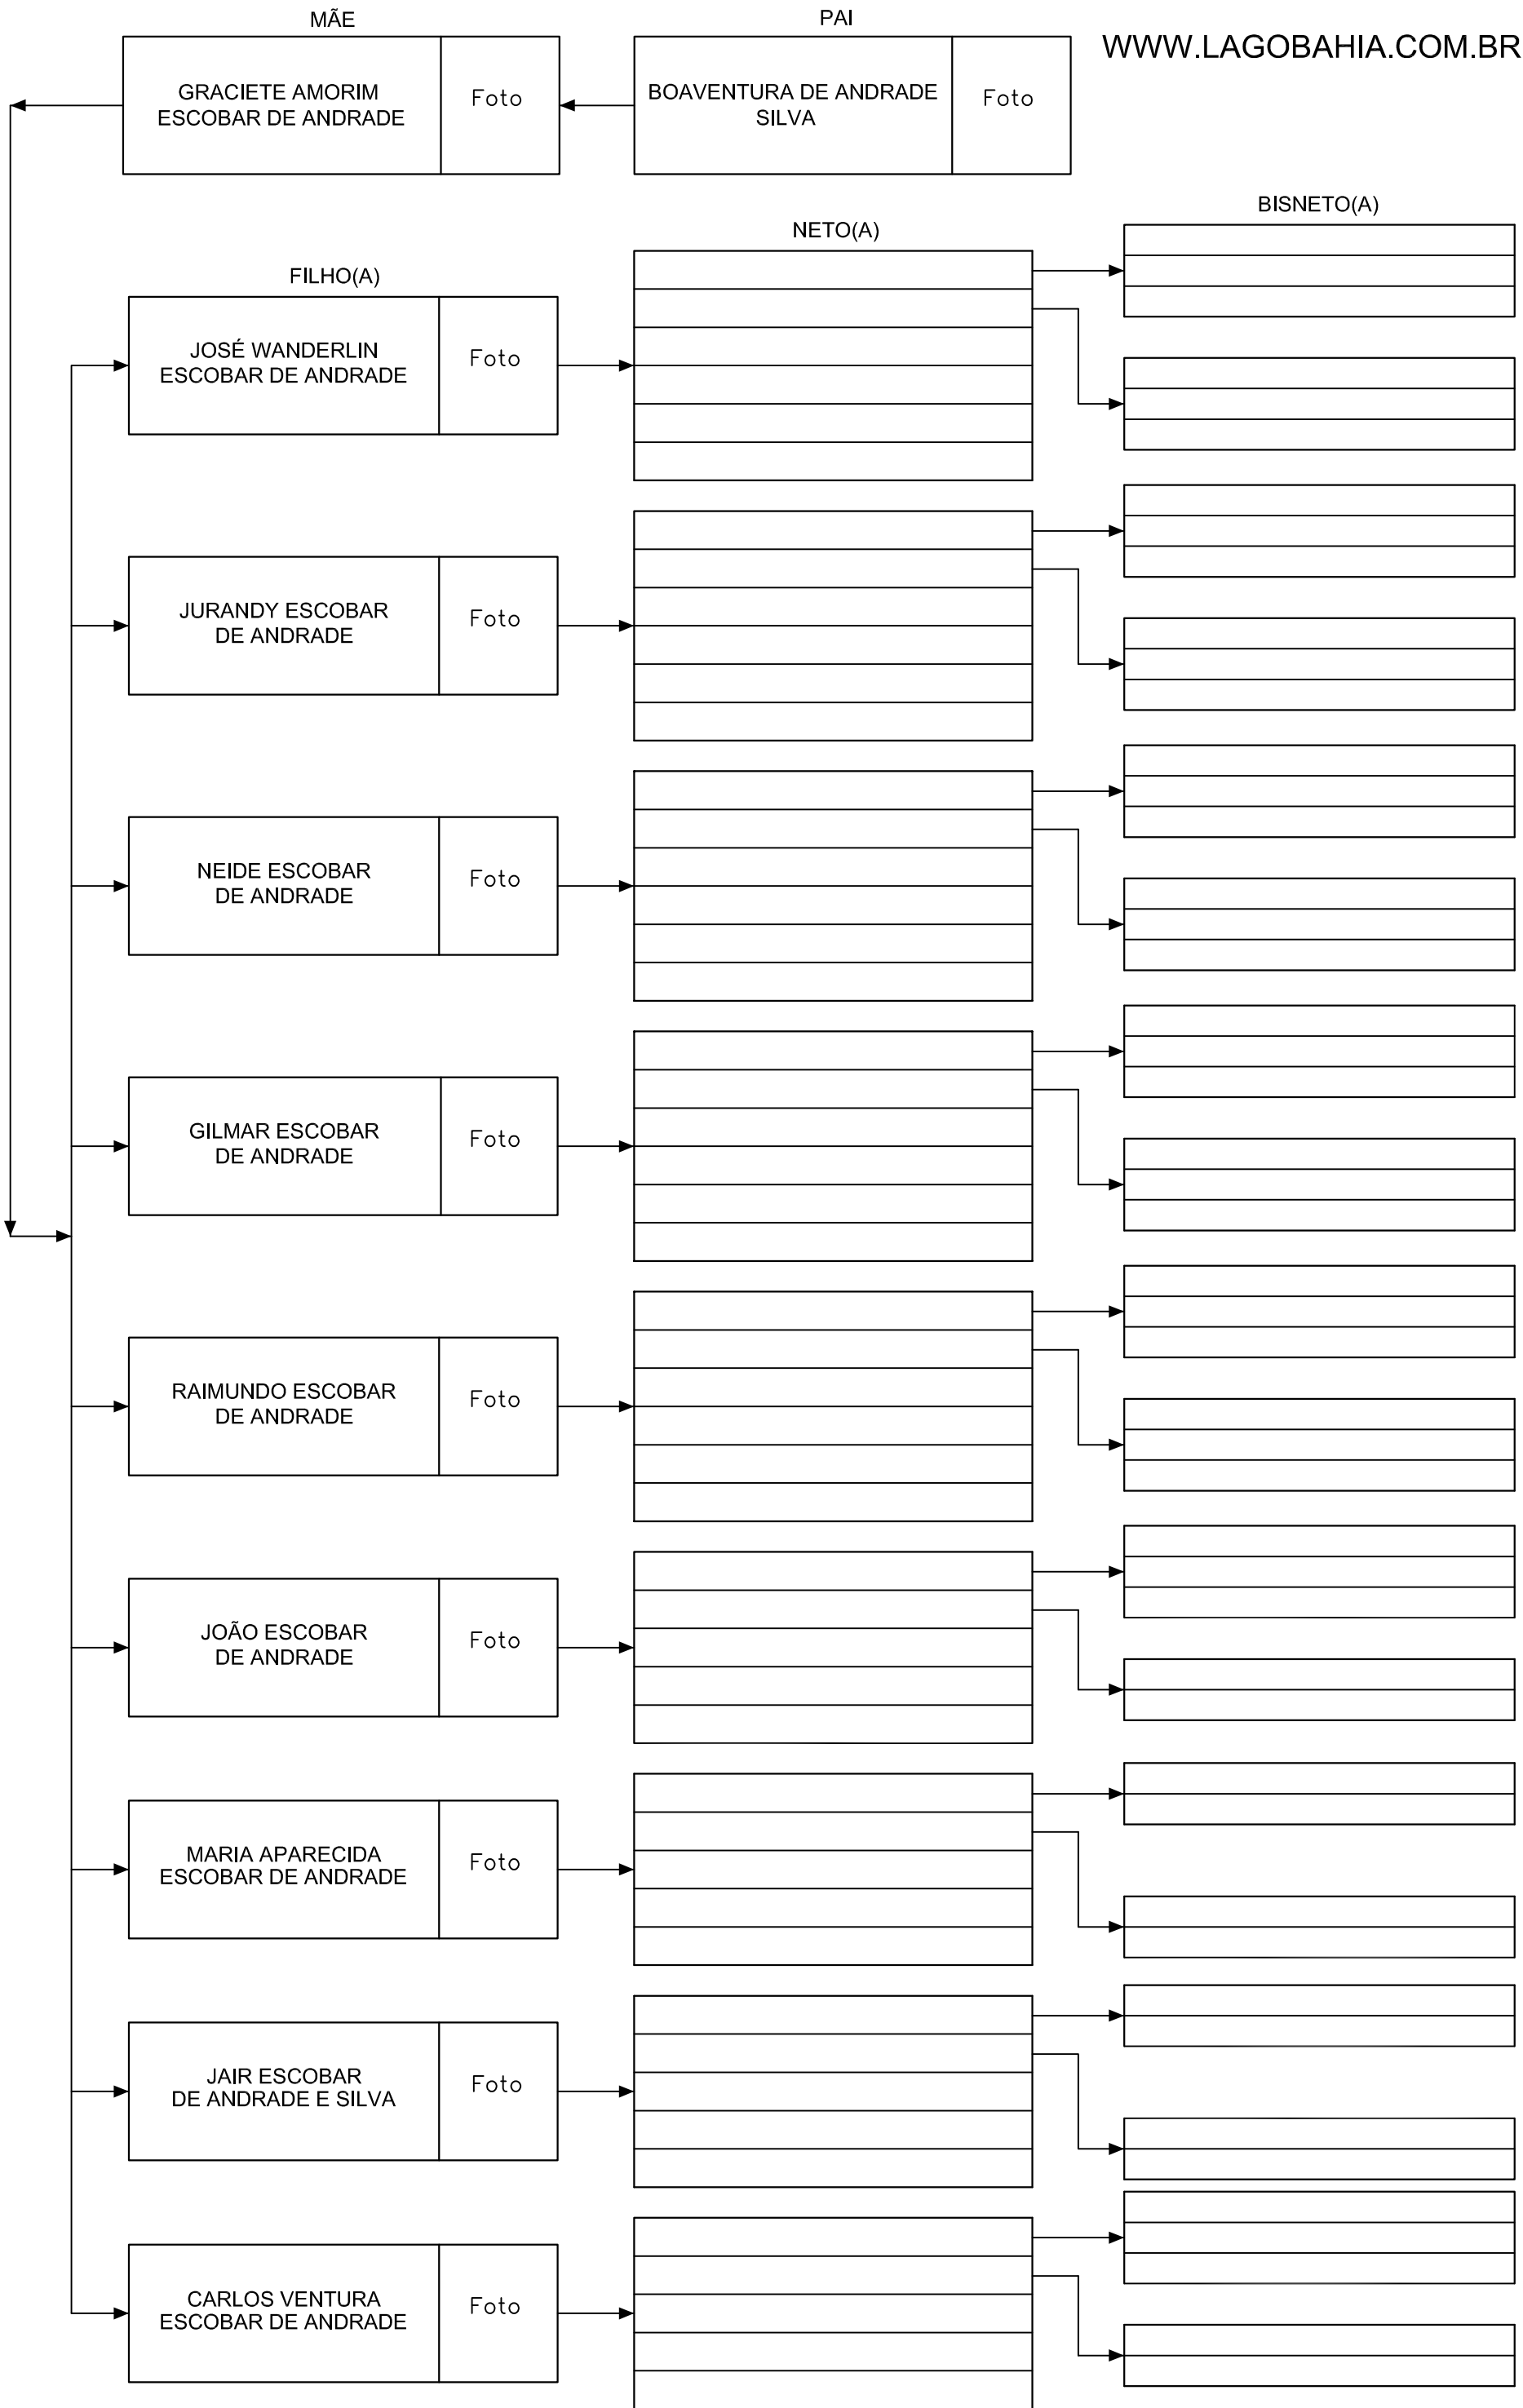 MÃE
PAI
WWW.LAGOBAHIA.COM.BR
GRACIETE AMORIM
ESCOBAR DE ANDRADE
Foto
BOAVENTURA DE ANDRADE
SILVA
Foto
BISNETO(A)
NETO(A)
FILHO(A)
JOSÉ WANDERLIN
ESCOBAR DE ANDRADE
Foto
JURANDY ESCOBAR
DE ANDRADE
Foto
NEIDE ESCOBAR
DE ANDRADE
Foto
GILMAR ESCOBAR
DE ANDRADE
Foto
RAIMUNDO ESCOBAR
DE ANDRADE
Foto
JOÃO ESCOBAR
DE ANDRADE
Foto
MARIA APARECIDA
ESCOBAR DE ANDRADE
Foto
JAIR ESCOBAR
DE ANDRADE E SILVA
Foto
CARLOS VENTURA
ESCOBAR DE ANDRADE
Foto